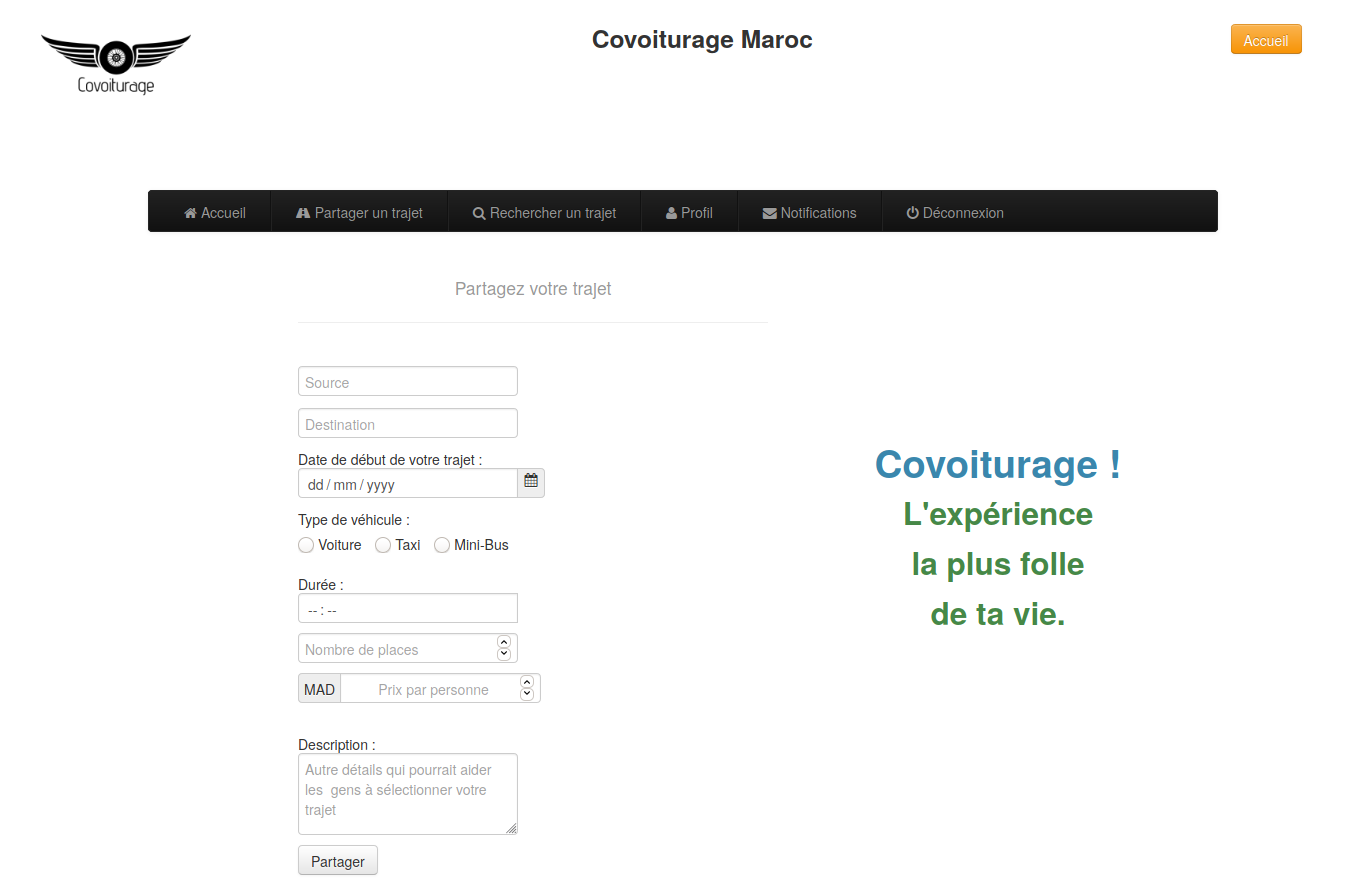 Covoiturage
Covoiturage Maroc
Accueil
Accueil Partager un trajet Rechercher un trajet Profil Notifications Déconnexion
Partagez votre trajet
Source
Destination
Date de début de votre trajet :
dd / mm / yyyy
Type de véhicule :
Voiture Taxi Mini-Bus
Durée :
-- : --
Nombre de places
MAD Prix par personne
Description :
Autre détails qui pourrait aider
les  gens à sélectionner votre
trajet
Partager
Covoiturage !
L'expérience
la plus folle
de ta vie.